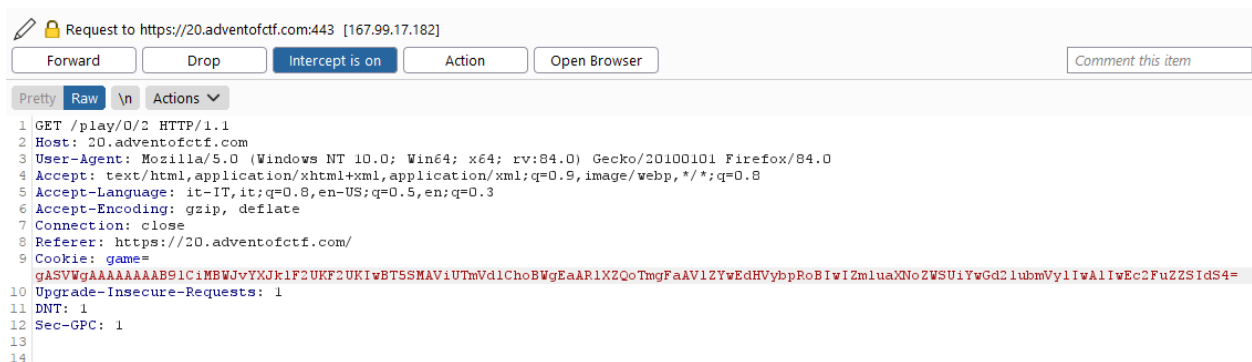 Request to https://20.adventofctf.com:443 [167.99.17.182]
Forward Drop Intercept is on Action Open Browser Comment this item
Pretty Raw \n Actions
1 GET /play/0/2 HTTP/1.1
2 Host: 20.adventofctf.com
3 User-Agent: Mozilla/5.0 (Windows NT 10.0; Win64; x64; rv:84.0) Gecko/20100101 Firefox/84.0
4 Accept: text/html,application/xhtml+xml,application/xml;q=0.9,image/webp,*/*;q=0.8
5 Accept-Language: it-IT,it;q=0.8,en-US;q=0.5,en;q=0.3
6 Accept-Encoding: gzip, deflate
7 Connection: close
8 Referer: https://20.adventofctf.com/
9 Cookie: game=
gASVWgAAAAAAAAB9lCiMBWJvYXJklF2UKF2UKIwBT5SMAViUTmVdlChoBWgEaARlXZQoTmgFaAVlZYwEdHVybpRoBIwIZmluaXNoZWSUiYwGd2lubmVylIwAlIwEc2FuZZSIdS4=
10 Upgrade-Insecure-Requests: 1
11 DNT: 1
12 Sec-GPC: 1
13
14